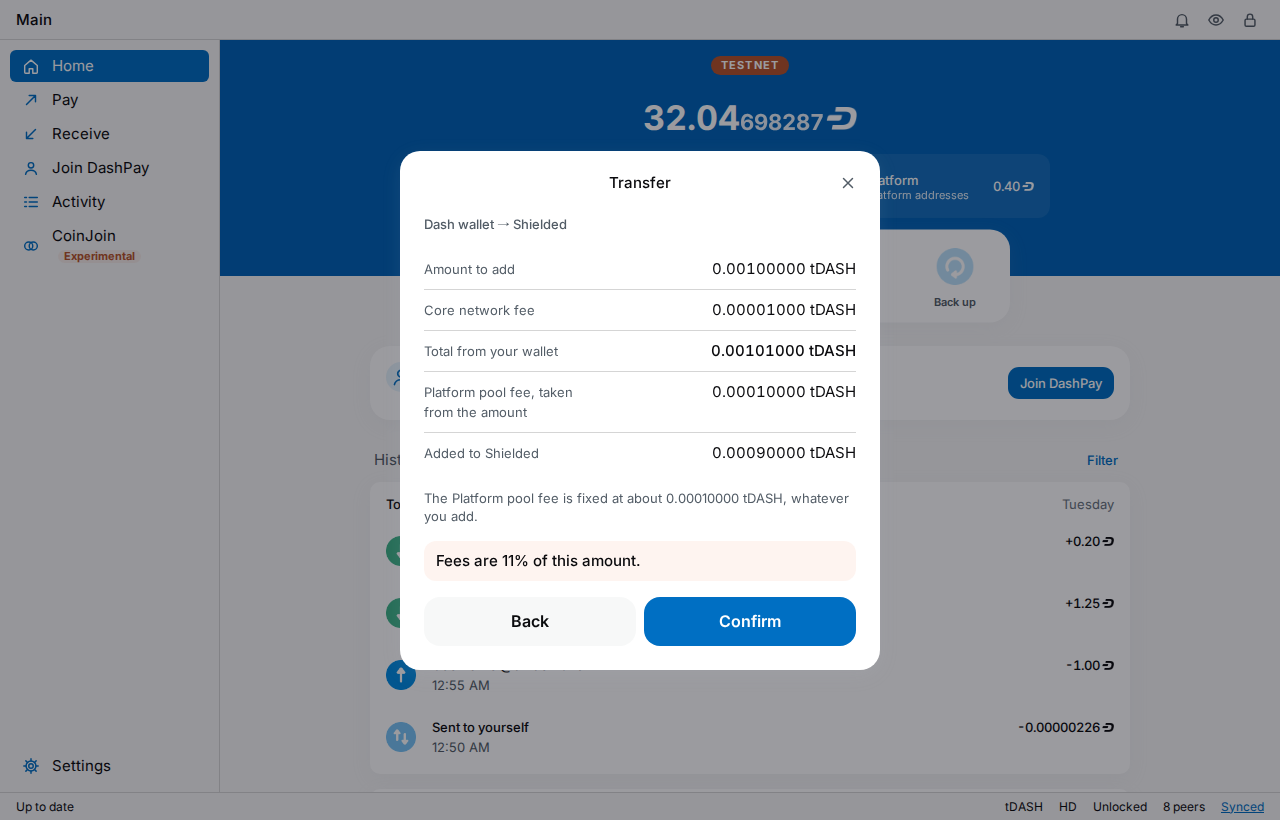 Main
Home
Pay
Receive
Join DashPay
Activity
CoinJoin
Experimental
Settings
TESTNET
32.04698287
0.40
Back up
Join DashPay
Filter
Tuesday
+0.20
+1.25
-1.00
12:55 AM
Sent to yourself
-0.00000226
12:50 AM
Transfer
Dash wallet → Shielded
Amount to add 0.00100000 tDASH
Core network fee 0.00001000 tDASH
Total from your wallet 0.00101000 tDASH
Platform pool fee, taken 0.00010000 tDASH
from the amount
Added to Shielded 0.00090000 tDASH
The Platform pool fee is fixed at about 0.00010000 tDASH, whatever
you add.
Fees are 11% of this amount.
Back Confirm
Up to date tDASH HD Unlocked 8 peers Synced